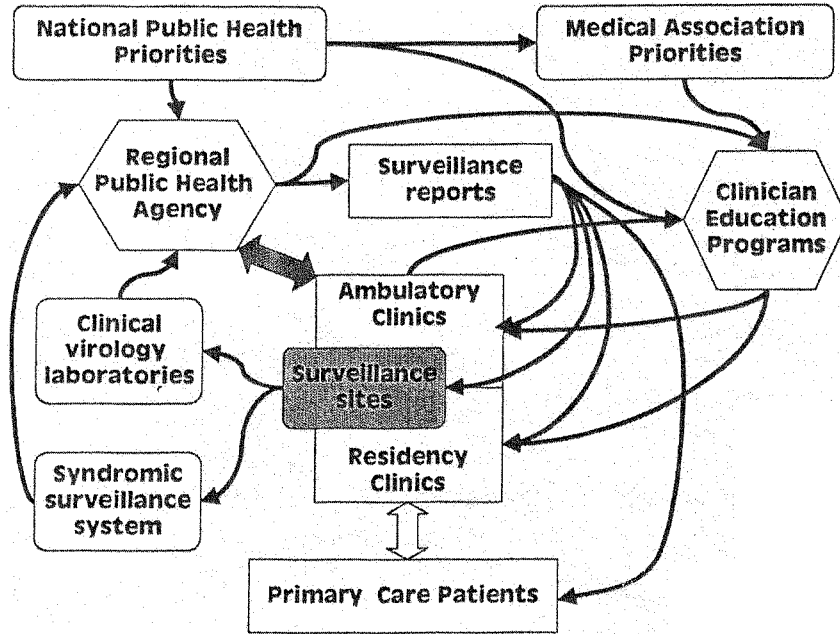 National Public Health
Priorities
Medical Association
Priorities
Regional
Public Health
Agency
Surveillance
reports
Clinician
Education
Programs
Ambulatory
Clinics
Clinical
virology
laboratories
Surveillance
sites
Residency
Clinics
Syndromic
surveillance
system
Primary Care Patients